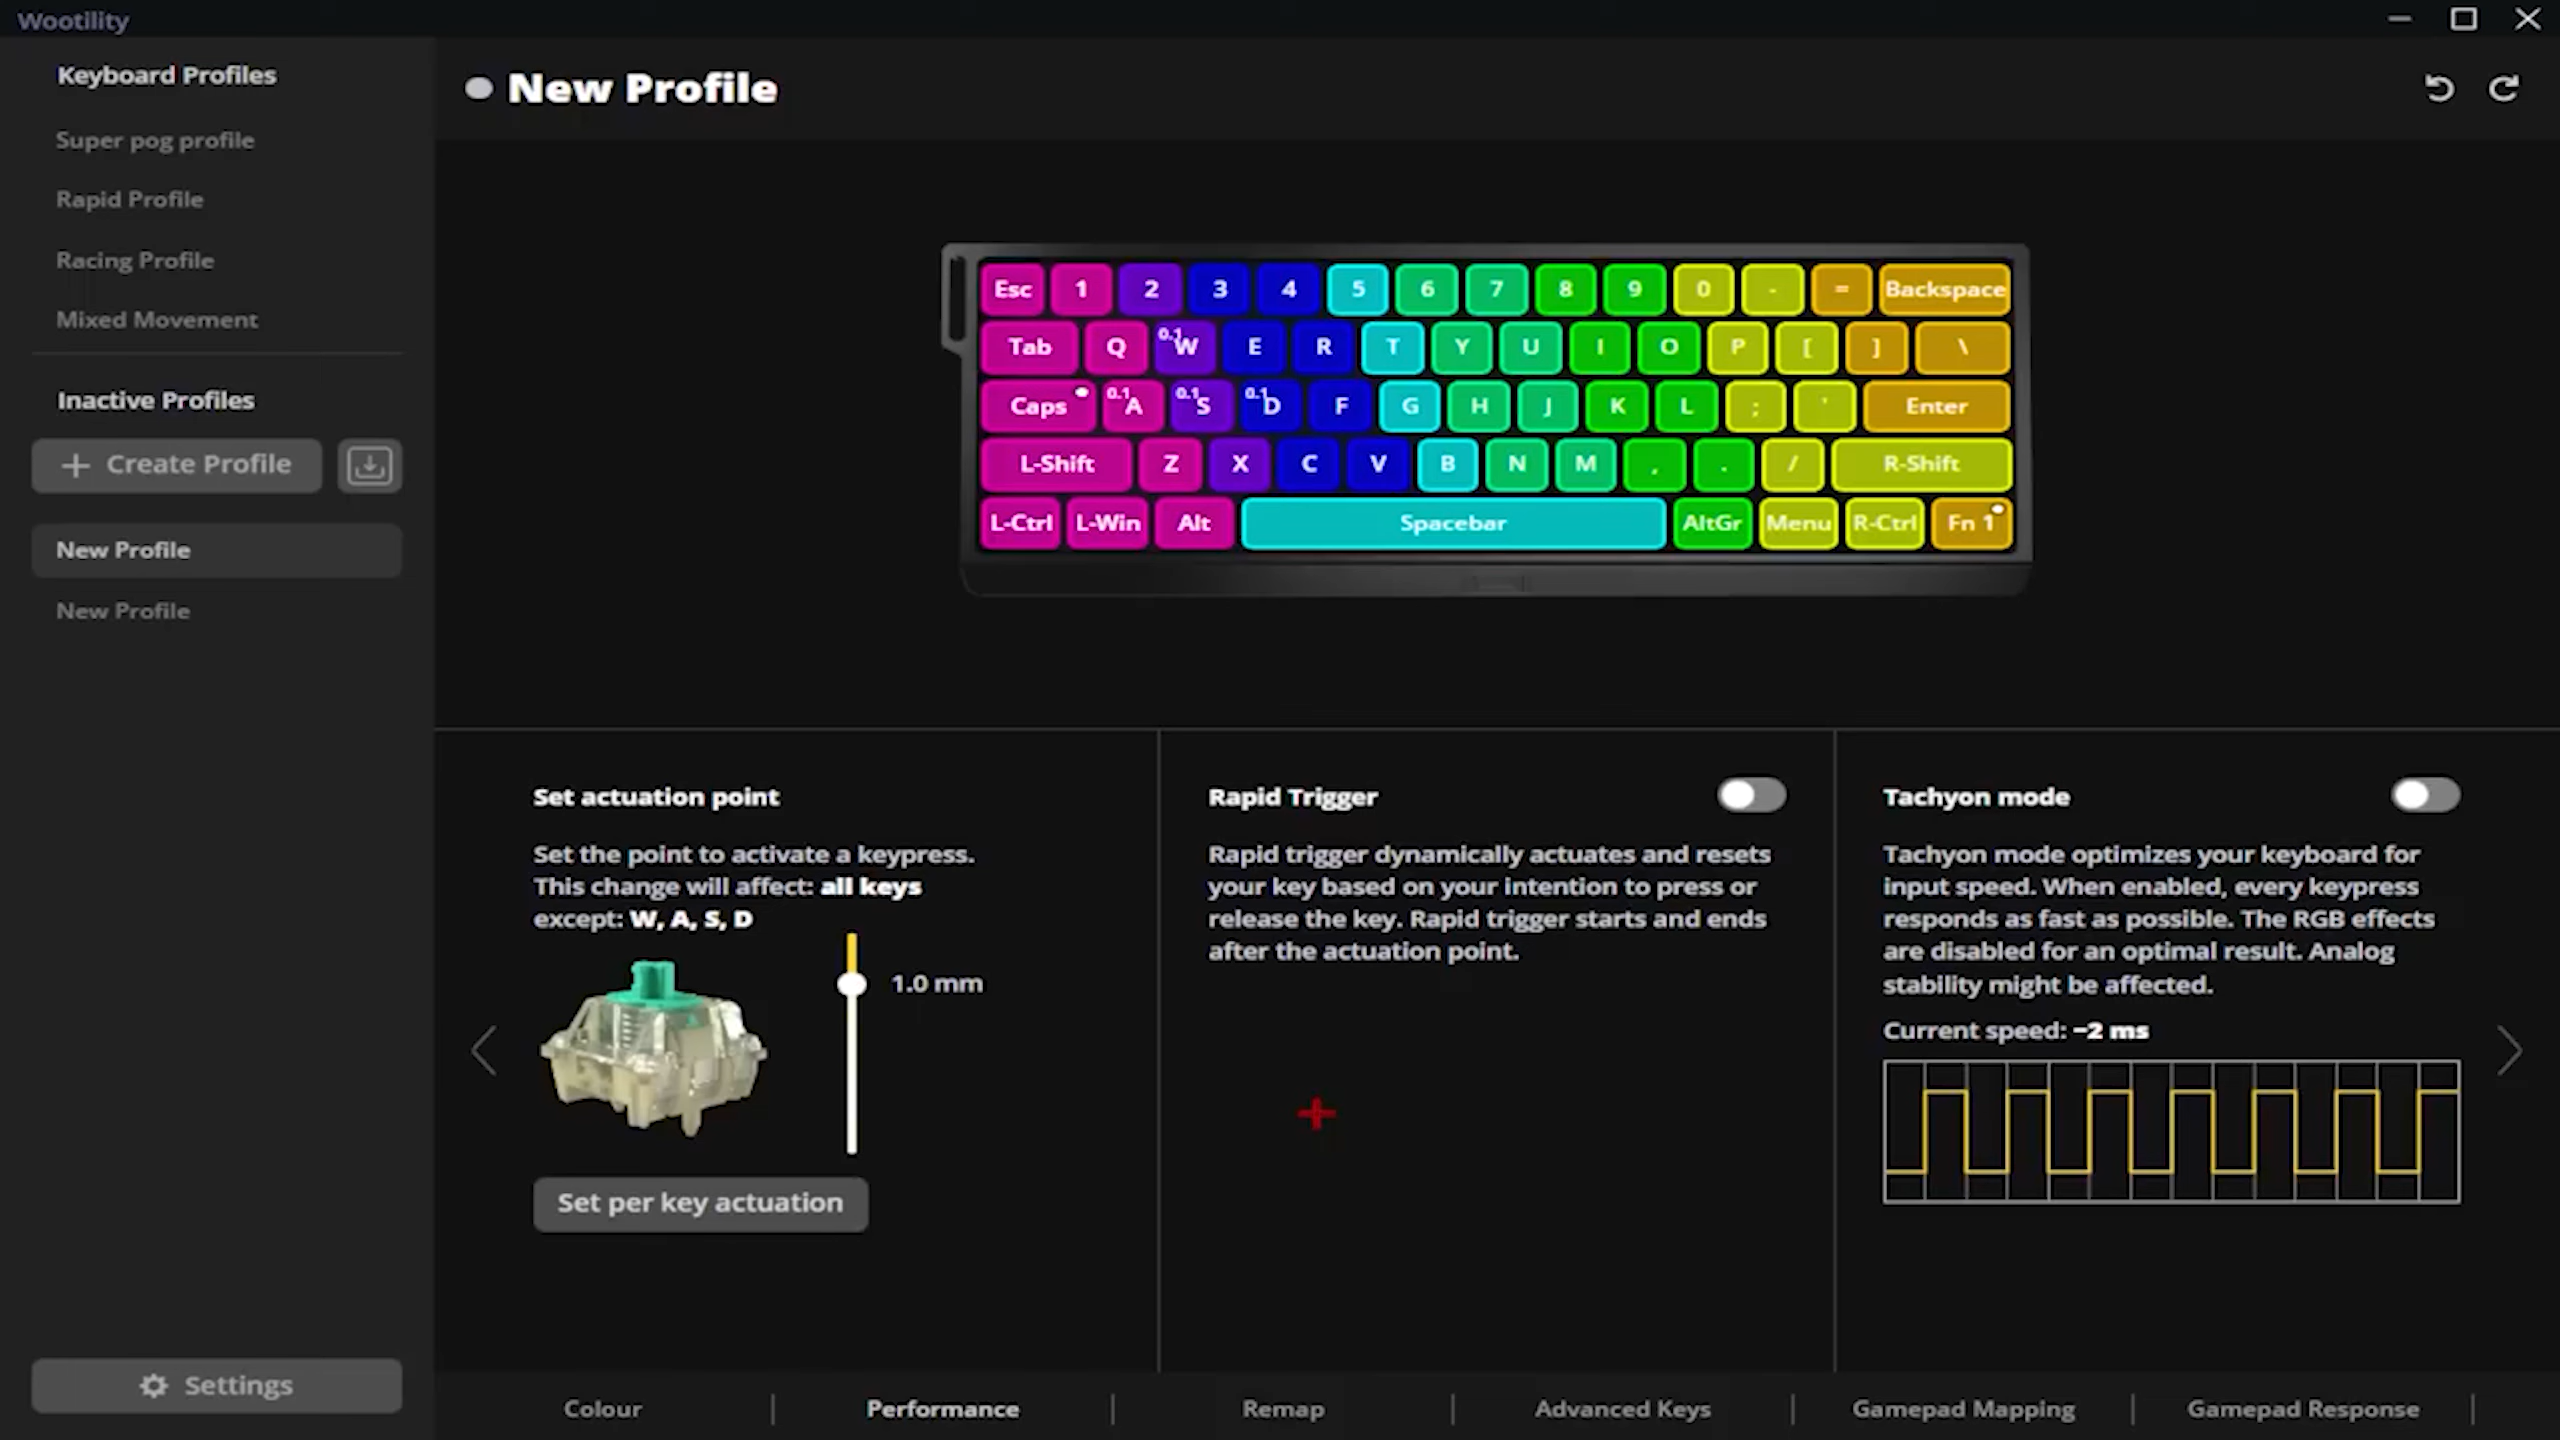 Wootility
Keyboard Profiles
Super pog profile
Rapid Profile
Racing Profile
Mixed Movement
Inactive Profiles
Create Profile
New Profile
New Profile
Settings
New Profile
Esc 1 2 3 4 5 6 7 8 9 0 - = Backspace
Tab Q 0.1 W E R T Y U I O P [ ] \
Caps 0.1 A 0.1 S 0.1 D F G H J K L ; ' Enter
L-Shift Z X C V B N M , . / R-Shift
L-Ctrl L-Win Alt Spacebar AltGr Menu R-Ctrl Fn 1
Set actuation point
Set the point to activate a keypress.
This change will affect: all keys
except: W, A, S, D
1.0 mm
Set per key actuation
Rapid Trigger
Rapid trigger dynamically actuates and resets
your key based on your intention to press or
release the key. Rapid trigger starts and ends
after the actuation point.
Tachyon mode
Tachyon mode optimizes your keyboard for
input speed. When enabled, every keypress
responds as fast as possible. The RGB effects
are disabled for an optimal result. Analog
stability might be affected.
Current speed: ~2 ms
Colour | Performance | Remap | Advanced Keys | Gamepad Mapping | Gamepad Response |